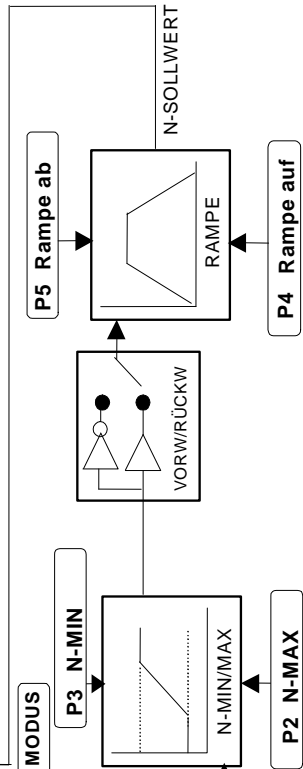 MODUS
P3 N-MIN
N-MIN/MAX
P2 N-MAX
VORW/RÜCKW
P5 Rampe ab
RAMPE
P4 Rampe auf
N-SOLLWERT